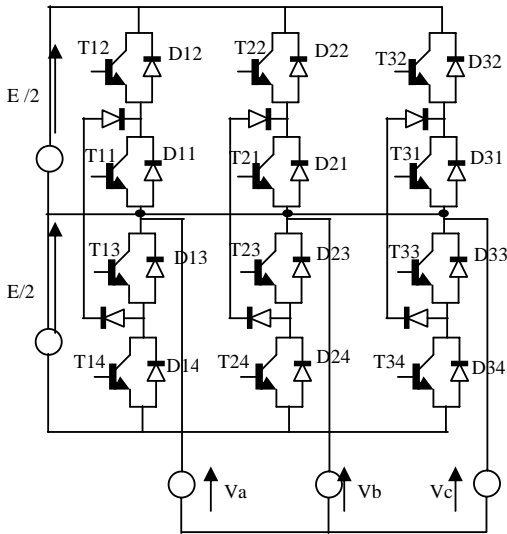 T12 D12 T22 D22 T32 D32
E /2
T11 D11 T21 D21 T31 D31
T13 D13 T23 D23 T33 D33
E/2
T14 D14 T24 D24 T34 D34
Va Vb Vc